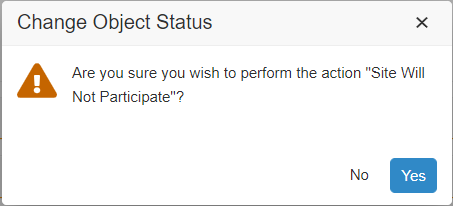 Change Object Status
Are you sure you wish to perform the action "Site Will
Not Participate"?
No
Yes